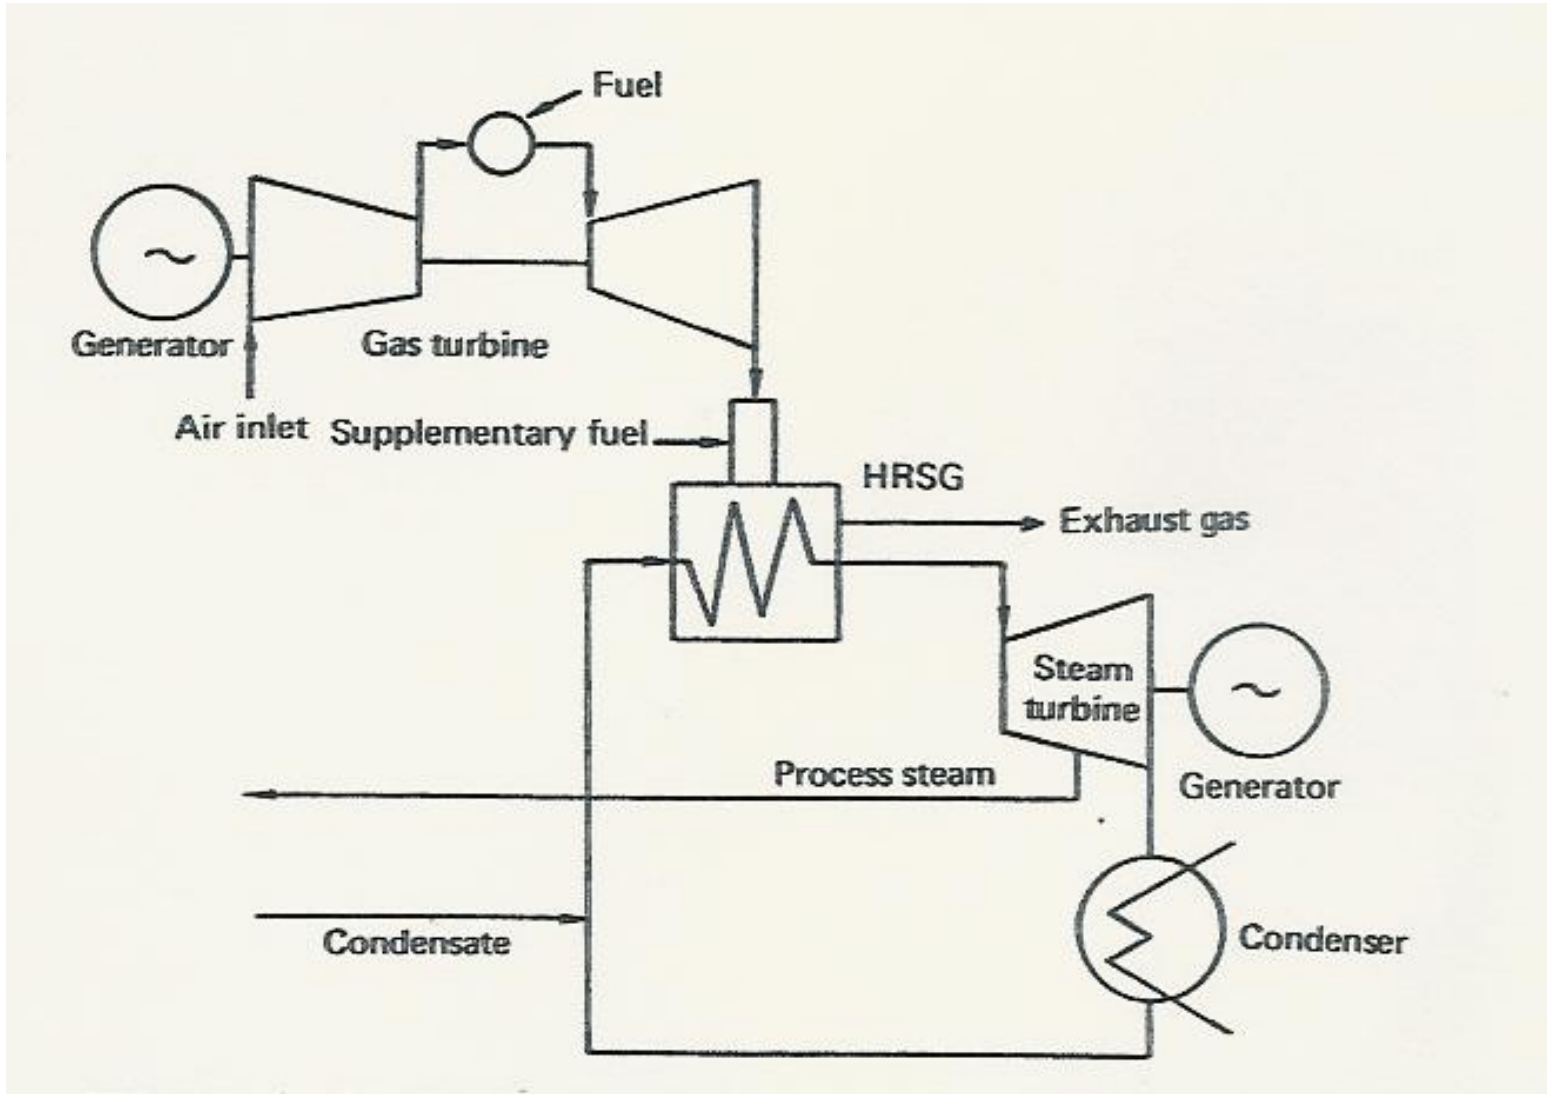 Fuel
Generator
Gas turbine
Air inlet
Supplementary fuel
HRSG
Exhaust gas
Steam
turbine
Process steam
Generator
Condensate
Condenser